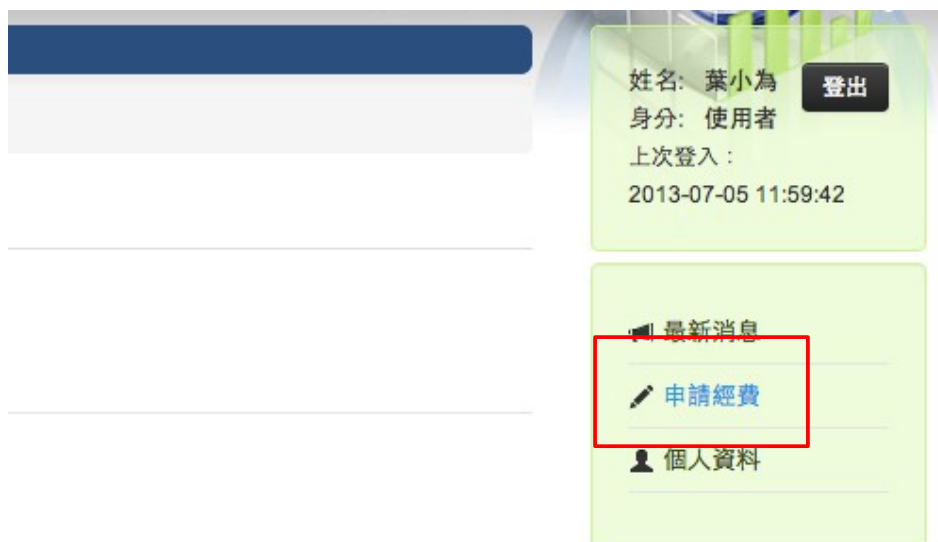 姓名: 葉小為 登出
身分: 使用者
上次登入：
2013-07-05 11:59:42
最新消息
申請經費
個人資料